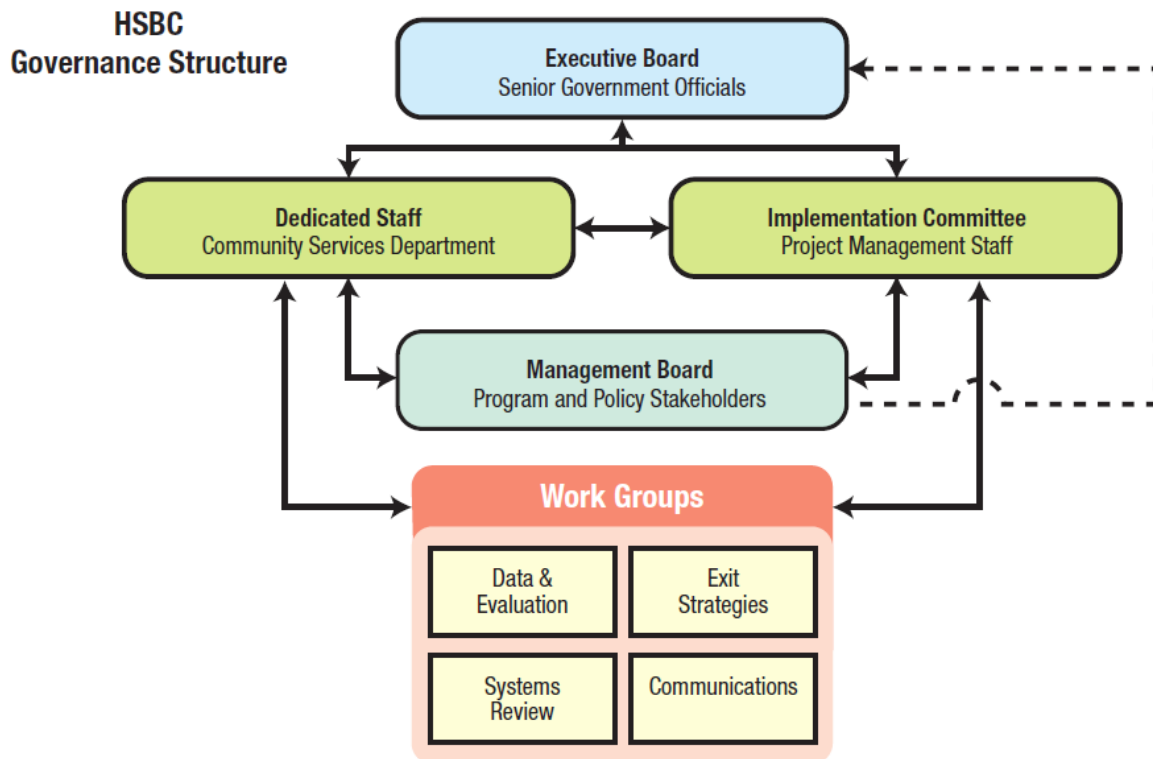 HSBC
Governance Structure
Executive Board
Senior Government Officials
Dedicated Staff
Community Services Department
Implementation Committee
Project Management Staff
Management Board
Program and Policy Stakeholders
Work Groups
Data &
Evaluation
Exit
Strategies
Systems
Review
Communications